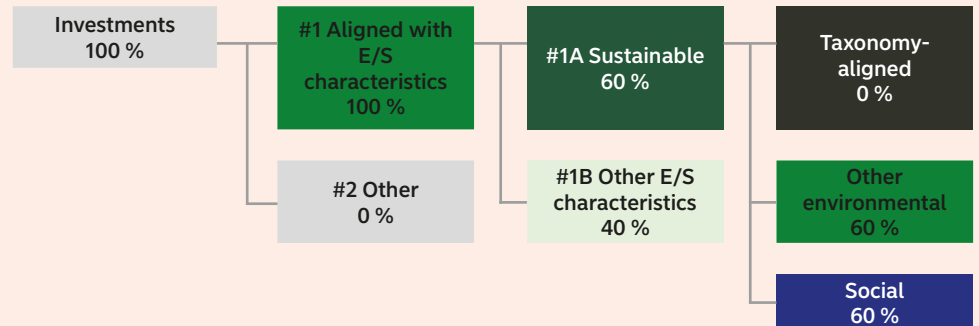 Investments
100 %
#1 Aligned with
E/S
characteristics
100 %
#1A Sustainable
60 %
Taxonomy-
aligned
0 %
#2 Other
0 %
#1B Other E/S
characteristics
40 %
Other
environmental
60 %
Social
60 %